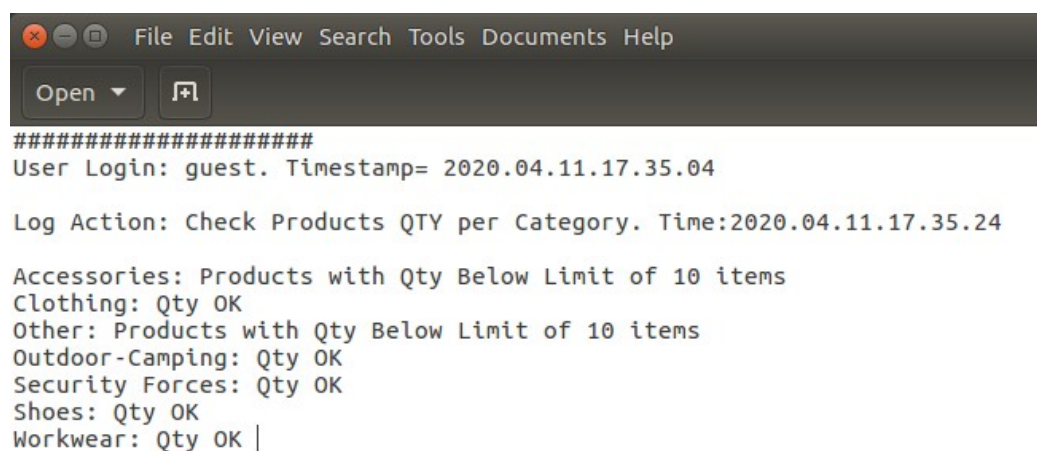 File Edit View Search Tools Documents Help
Open
#####################
User Login: guest. Timestamp= 2020.04.11.17.35.04
Log Action: Check Products QTY per Category. Time:2020.04.11.17.35.24
Accessories: Products with Qty Below Limit of 10 items
Clothing: Qty OK
Other: Products with Qty Below Limit of 10 items
Outdoor-Camping: Qty OK
Security Forces: Qty OK
Shoes: Qty OK
Workwear: Qty OK